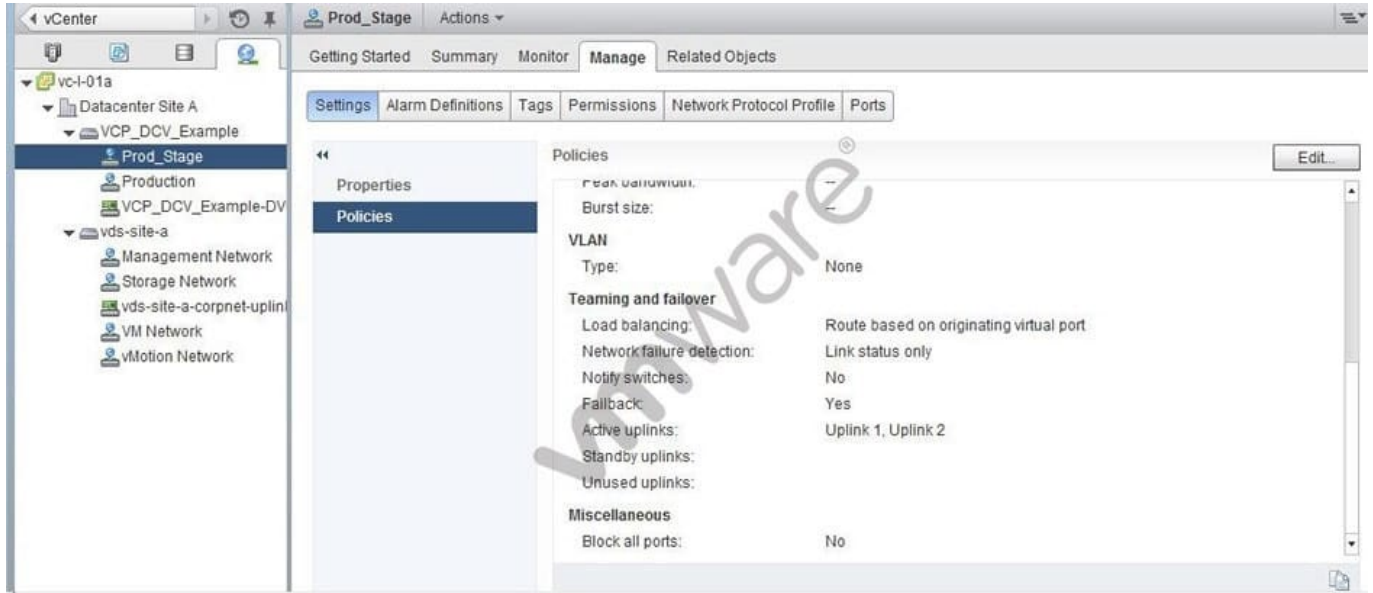 vCenter
Prod_Stage Actions
Getting Started Summary Monitor Manage Related Objects
vc-l-01a
Datacenter Site A
VCP_DCV_Example
Prod_Stage
Production
VCP_DCV_Example-DV
vds-site-a
Management Network
Storage Network
vds-site-a-corpnet-uplin
VM Network
vMotion Network
Settings Alarm Definitions Tags Permissions Network Protocol Profile Ports
Properties
Policies
Policies
Edit...
Peak bandwidth: --
Burst size: --
VLAN
Type: None
Teaming and failover
Load balancing: Route based on originating virtual port
Network failure detection: Link status only
Notify switches: No
Failback: Yes
Active uplinks: Uplink 1, Uplink 2
Standby uplinks:
Unused uplinks:
Miscellaneous
Block all ports: No
vmware